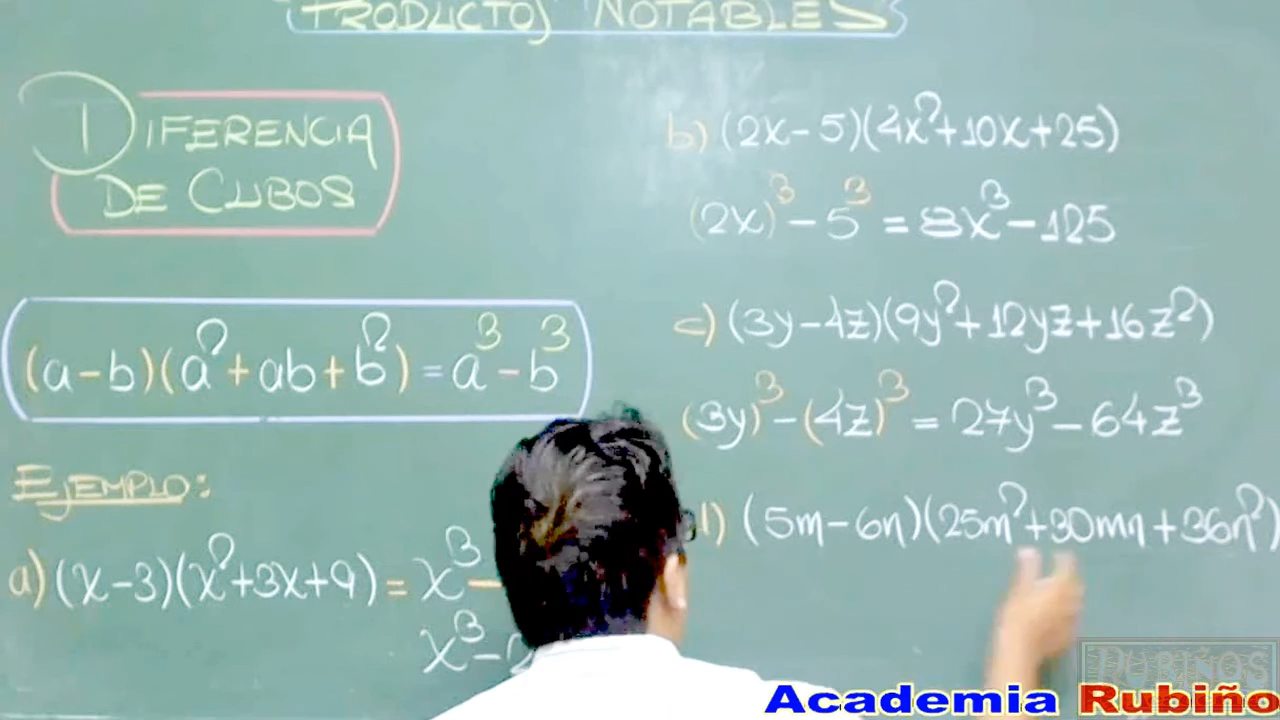 PRODUCTOS NOTABLES
DIFERENCIA
DE CUBOS
(a-b)(a²+ab+b²) = a³-b³
EJEMPLO:
a) (x-3)(x²+3x+9) = x³-
x³-2
b) (2x-5)(4x²+10x+25)
(2x)³-5³ = 8x³-125
c) (3y-4z)(9y²+12yz+16z²)
(3y)³-(4z)³ = 27y³-64z³
d) (5m-6n)(25m²+30mn+36n²)
RUBIÑOS
Academia Rubiño